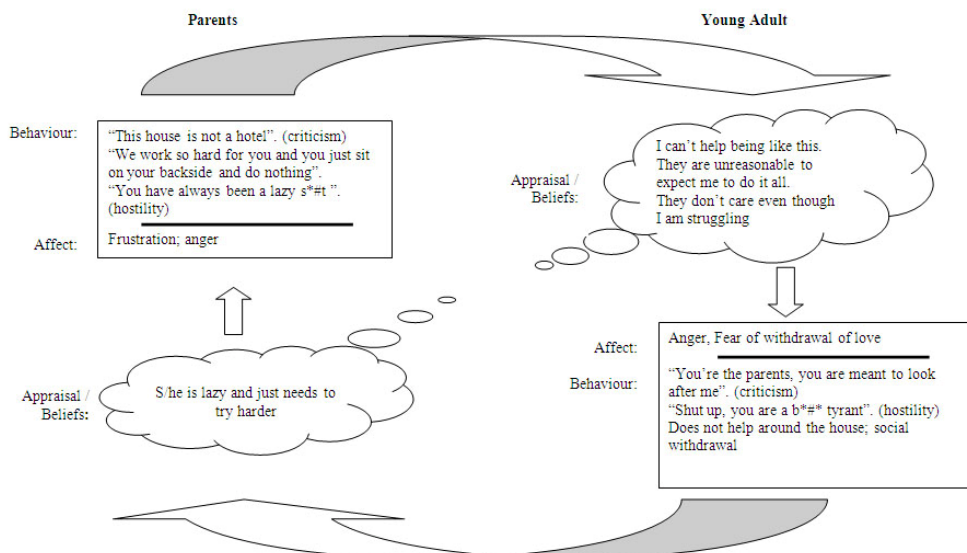 Parents
Young Adult
Behaviour:
“This house is not a hotel”. (criticism)
“We work so hard for you and you just sit
on your backside and do nothing”.
“You have always been a lazy s*#t ”.
(hostility)
Affect:
Frustration; anger
Appraisal /
Beliefs:
I can’t help being like this.
They are unreasonable to
expect me to do it all.
They don’t care even though
I am struggling
Affect:
Anger, Fear of withdrawal of love
Behaviour:
“You’re the parents, you are meant to look
after me”. (criticism)
“Shut up, you are a b*#* tyrant”. (hostility)
Does not help around the house; social
withdrawal
Appraisal /
Beliefs:
S/he is lazy and just needs to
try harder